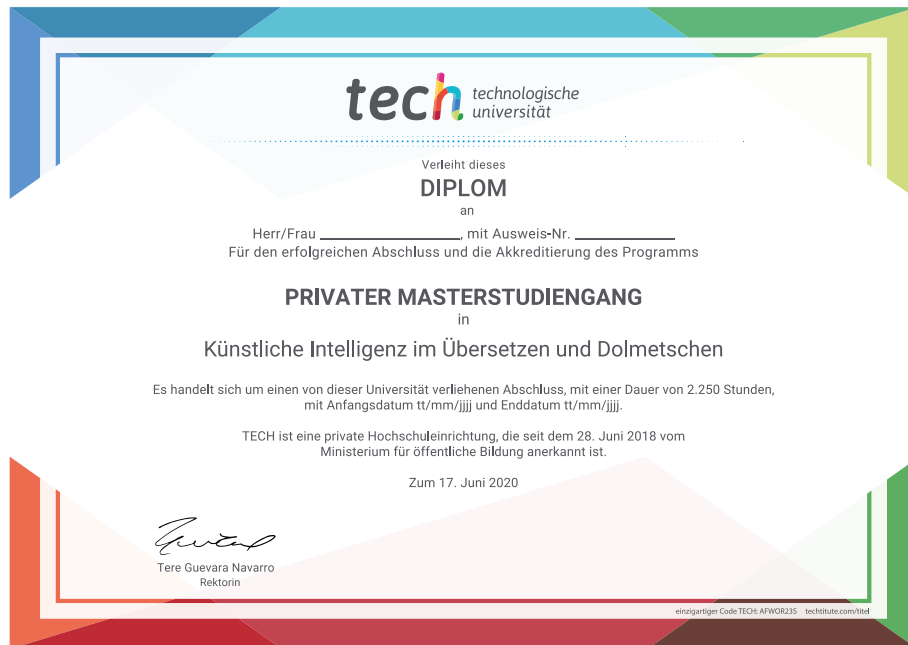 tech technologische
universität
Verleiht dieses
DIPLOM
an
Herr/Frau ____________________, mit Ausweis-Nr. ______________
Für den erfolgreichen Abschluss und die Akkreditierung des Programms
PRIVATER MASTERSTUDIENGANG
in
Künstliche Intelligenz im Übersetzen und Dolmetschen
Es handelt sich um einen von dieser Universität verliehenen Abschluss, mit einer Dauer von 2.250 Stunden,
mit Anfangsdatum tt/mm/jjjj und Enddatum tt/mm/jjjj.
TECH ist eine private Hochschuleinrichtung, die seit dem 28. Juni 2018 vom
Ministerium für öffentliche Bildung anerkannt ist.
Zum 17. Juni 2020
Tere Guevara Navarro
Rektorin
einzigartiger Code TECH: AFWOR23S techtitute.com/titel